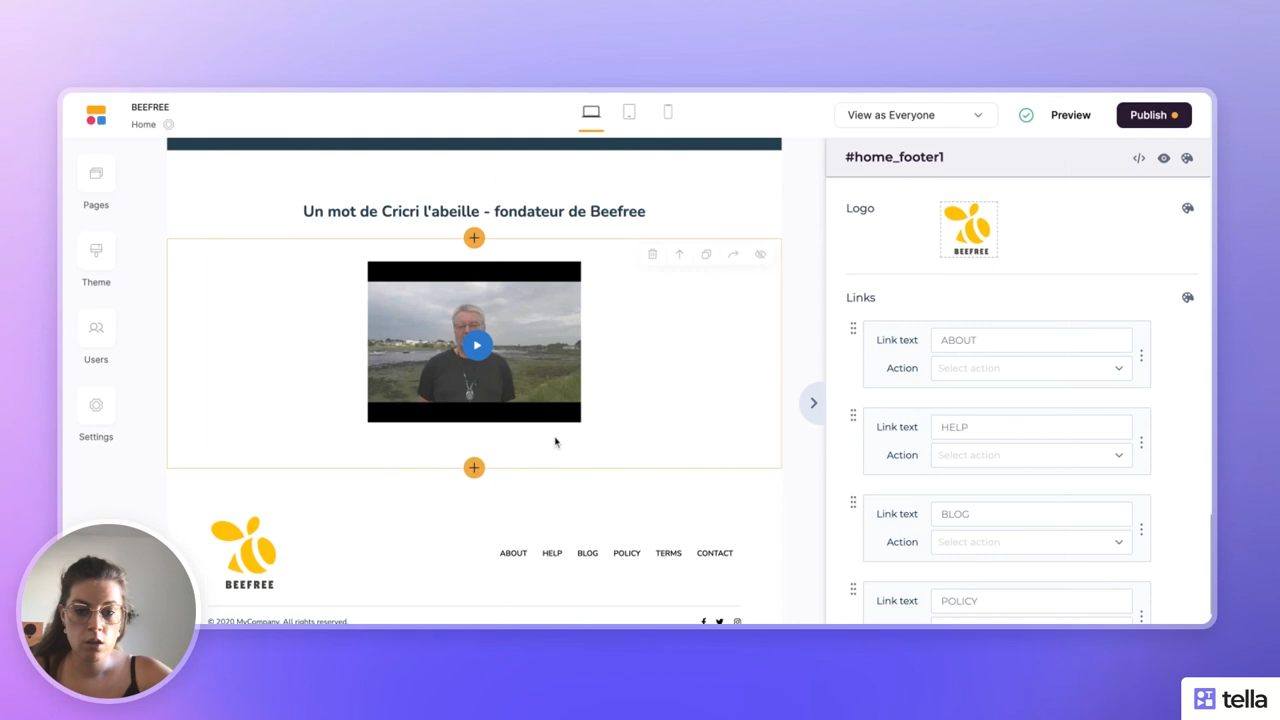 BEEFREE
Home
View as Everyone
Preview
Publish
Pages
Theme
Users
Settings
Un mot de Cricri l'abeille - fondateur de Beefree
BEEFREE
ABOUT HELP BLOG POLICY TERMS CONTACT
© 2020 MyCompany. All rights reserved.
#home_footer1
Logo
BEEFREE
Links
Link text ABOUT
Action Select action
Link text HELP
Action Select action
Link text BLOG
Action Select action
Link text POLICY
tella